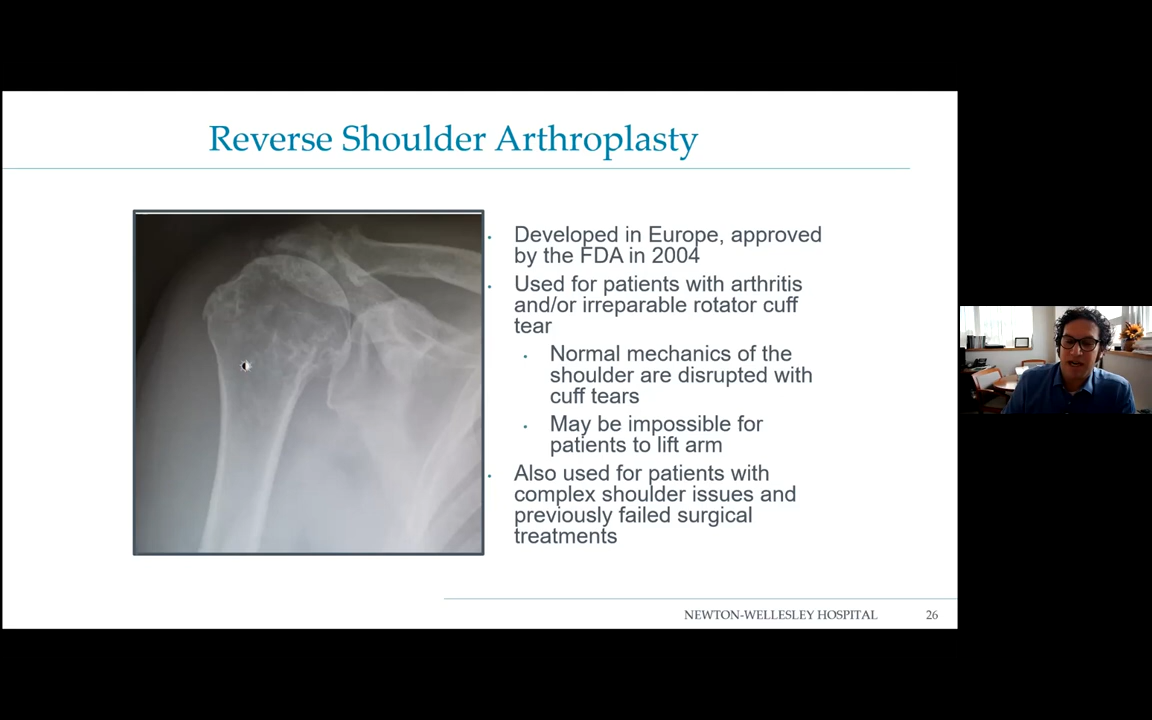 Reverse Shoulder Arthroplasty
Developed in Europe, approved
by the FDA in 2004
Used for patients with arthritis
and/or irreparable rotator cuff
tear
Normal mechanics of the
shoulder are disrupted with
cuff tears
May be impossible for
patients to lift arm
Also used for patients with
complex shoulder issues and
previously failed surgical
treatments
NEWTON-WELLESLEY HOSPITAL 26